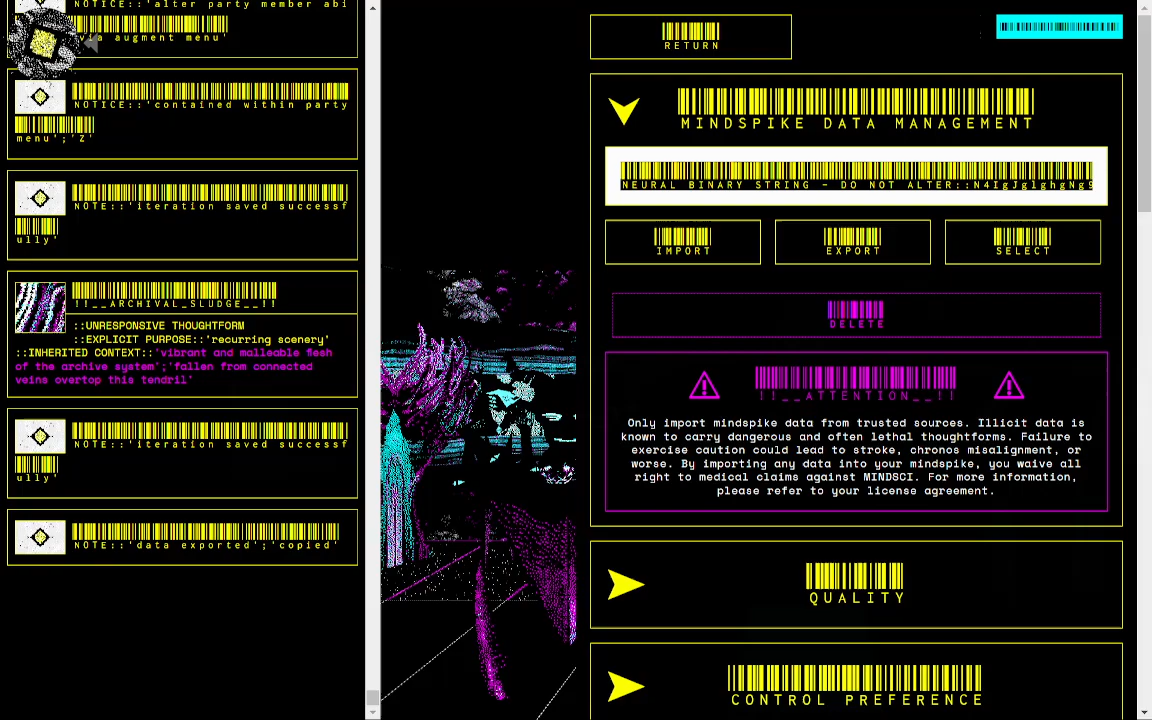 NOTICE::'alter party member abi
via augment menu'
NOTICE::'contained within party
menu';'Z'
NOTE::'iteration saved successf
ully'
!!__ARCHIVAL_SLUDGE__!!
::UNRESPONSIVE THOUGHTFORM
::EXPLICIT PURPOSE::'recurring scenery'
::INHERITED CONTEXT::'vibrant and malleable flesh
of the archive system';'fallen from connected
veins overtop this tendril'
NOTE::'iteration saved successf
ully'
NOTE::'data exported';'copied'
RETURN
MINDSPIKE DATA MANAGEMENT
NEURAL BINARY STRING - DO NOT ALTER::N4IgJglghgNg9
IMPORT
EXPORT
SELECT
DELETE
!!__ATTENTION__!!
Only import mindspike data from trusted sources. Illicit data is
known to carry dangerous and often lethal thoughtforms. Failure to
exercise caution could lead to stroke, chronos misalignment, or
worse. By importing any data into your mindspike, you waive all
right to medical claims against MINDSCI. For more information,
please refer to your license agreement.
QUALITY
CONTROL PREFERENCE